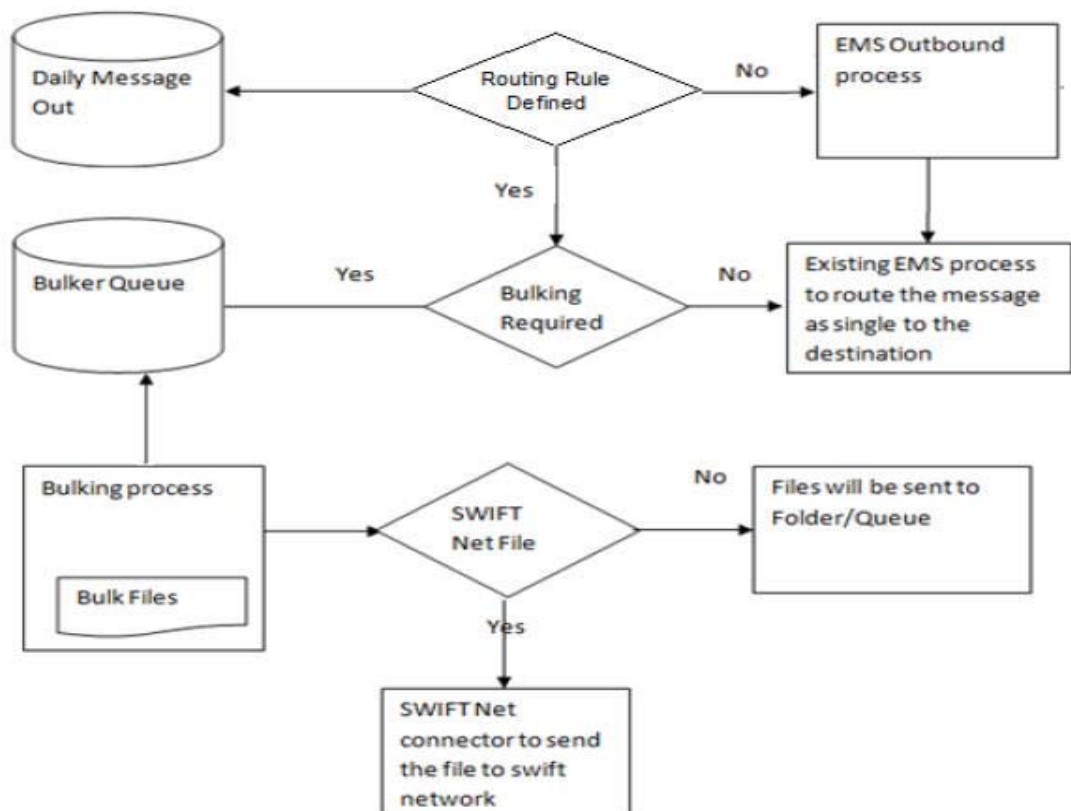 Daily Message
Out
Routing Rule
Defined
No
EMS Outbound
process
Yes
Bulker Queue
Yes
Bulking
Required
No
Existing EMS process
to route the message
as single to the
destination
Bulking process
Bulk Files
SWIFT
Net File
No
Files will be sent to
Folder/Queue
Yes
SWIFT Net
connector to send
the file to swift
network